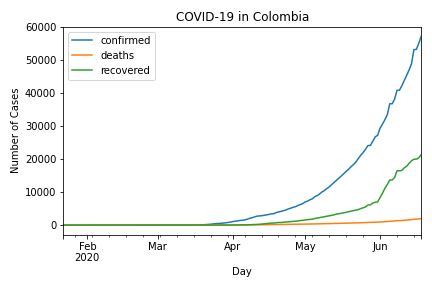 COVID-19 in Colombia
confirmed
deaths
recovered
60000
50000
40000
30000
20000
10000
0
Number of Cases
Feb
2020
Mar
Apr
May
Jun
Day